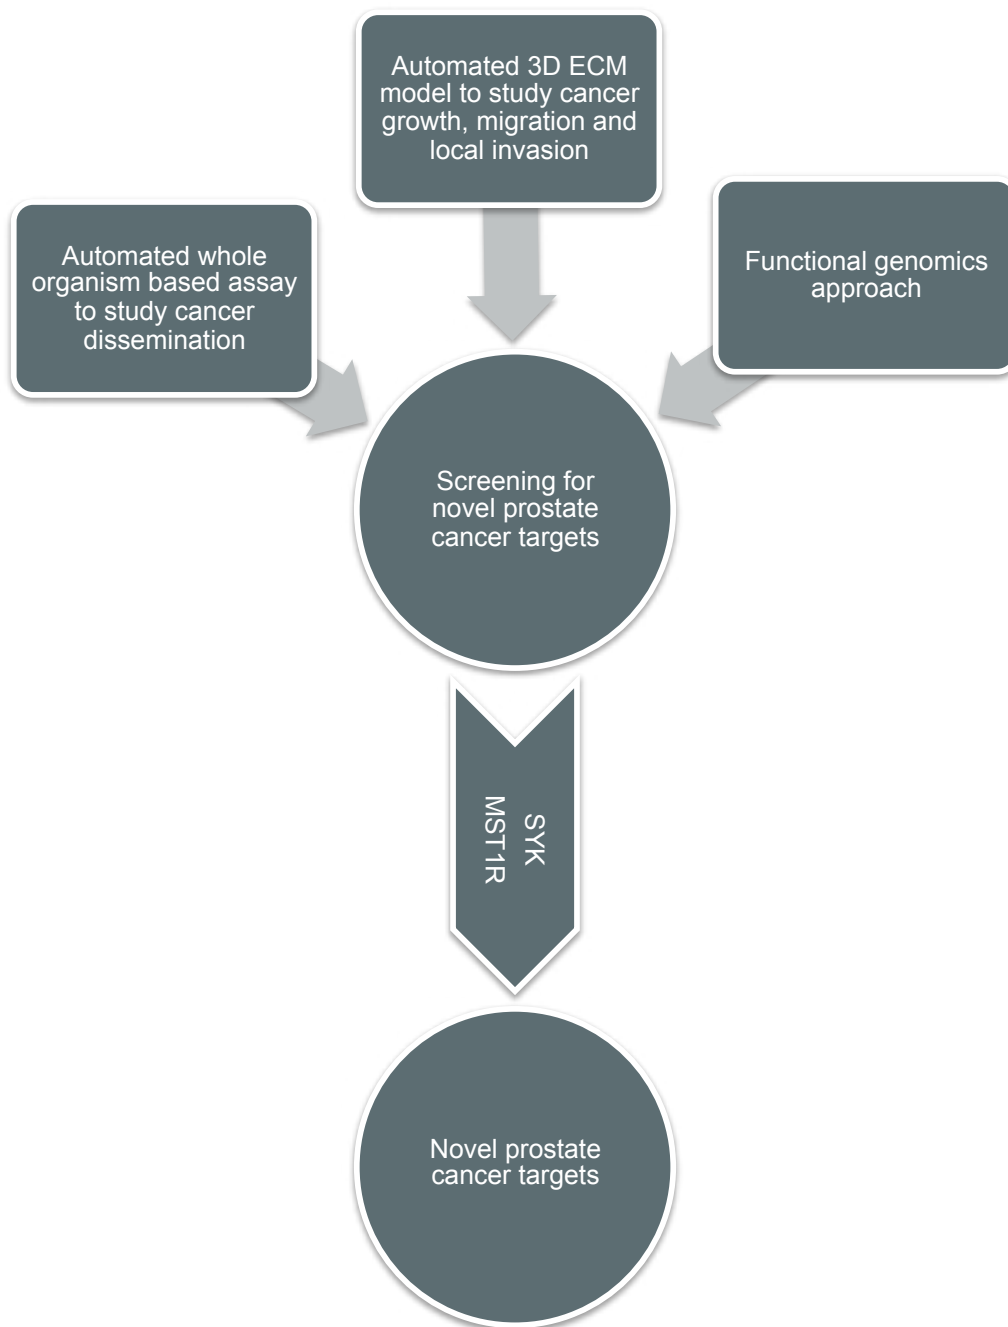 Automated 3D ECM
model to study cancer
growth, migration and
local invasion
Automated whole
organism based assay
to study cancer
dissemination
Functional genomics
approach
Screening for
novel prostate
cancer targets
SYK
MST1R
Novel prostate
cancer targets